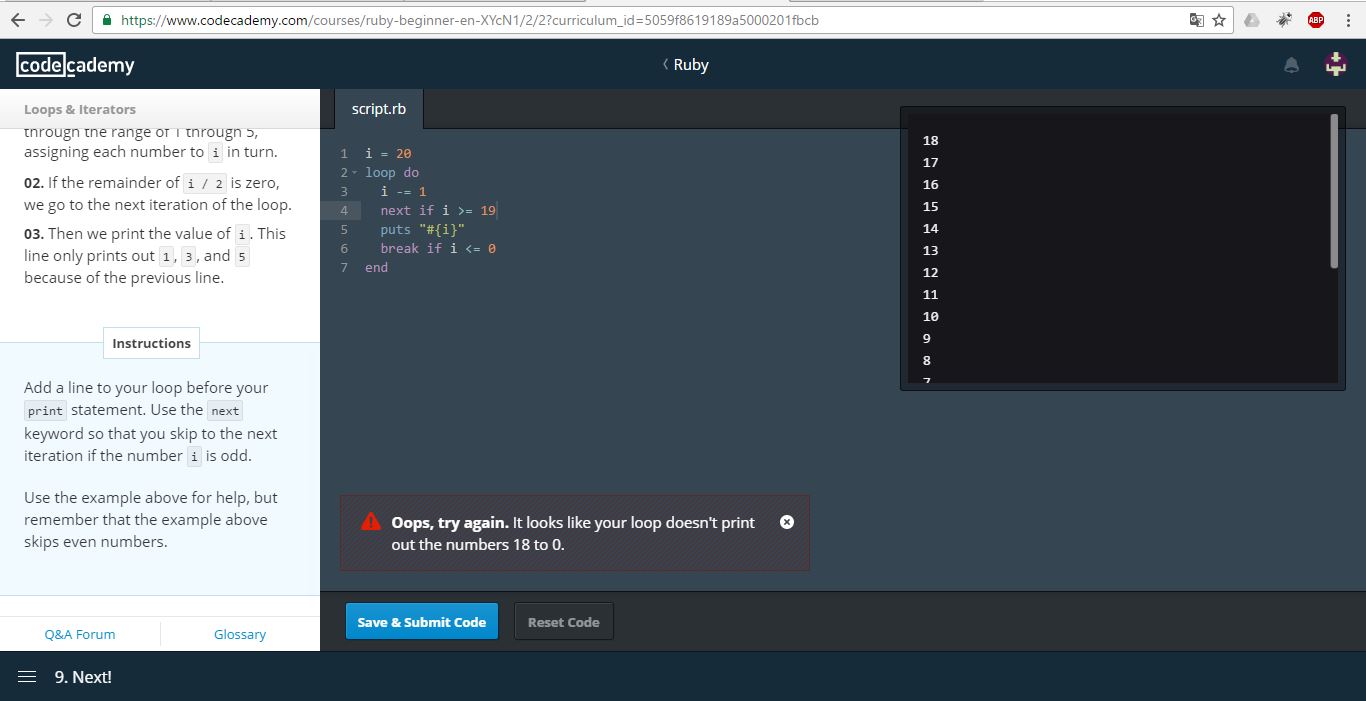 https://www.codecademy.com/courses/ruby-beginner-en-XYcN1/2/2?curriculum_id=5059f8619189a5000201fbcb
ABP
codecademy
Ruby
Loops & Iterators
through the range of 1 through 5,
assigning each number to i in turn.
02. If the remainder of i / 2 is zero,
we go to the next iteration of the loop.
03. Then we print the value of i. This
line only prints out 1, 3, and 5
because of the previous line.
Instructions
Add a line to your loop before your
print statement. Use the next
keyword so that you skip to the next
iteration if the number i is odd.
Use the example above for help, but
remember that the example above
skips even numbers.
Q&A Forum
Glossary
script.rb
1 i = 20
2 loop do
3 i -= 1
4 next if i >= 19
5 puts "#{i}"
6 break if i <= 0
7 end
18
17
16
15
14
13
12
11
10
9
8
7
Oops, try again. It looks like your loop doesn't print
out the numbers 18 to 0.
Save & Submit Code
Reset Code
9. Next!